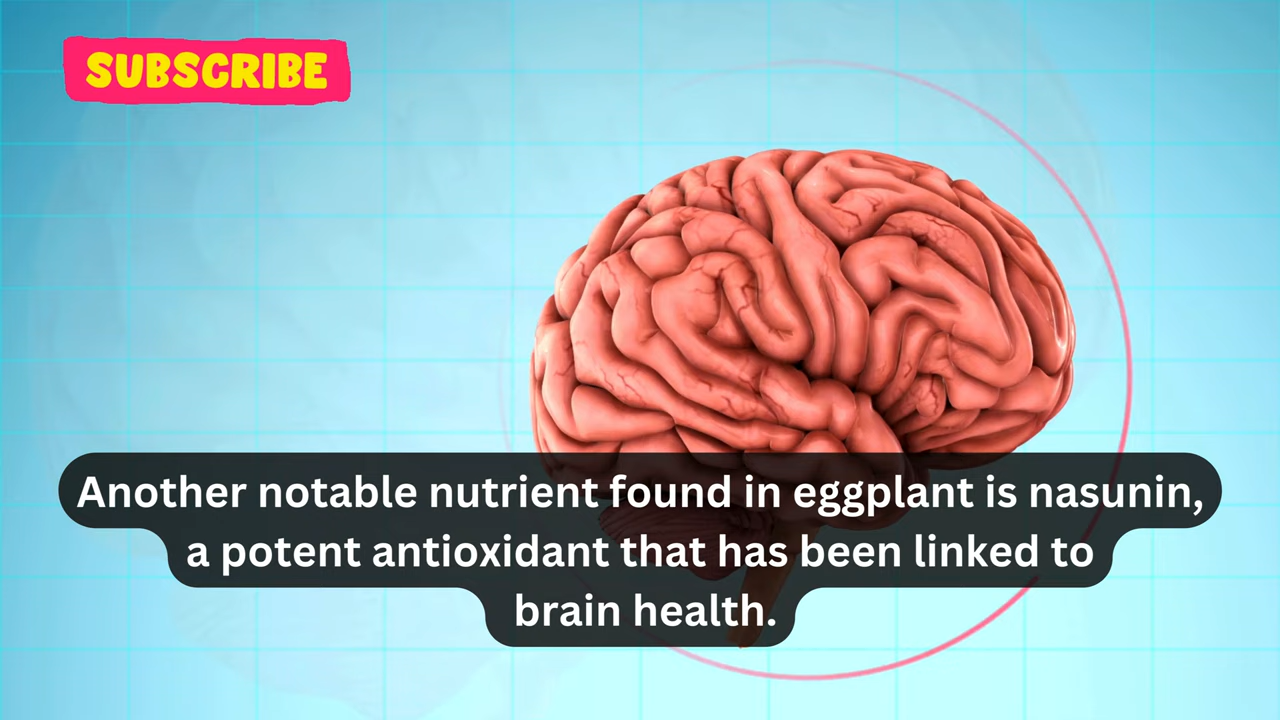 SUBSCRIBE
Another notable nutrient found in eggplant is nasunin,
a potent antioxidant that has been linked to
brain health.